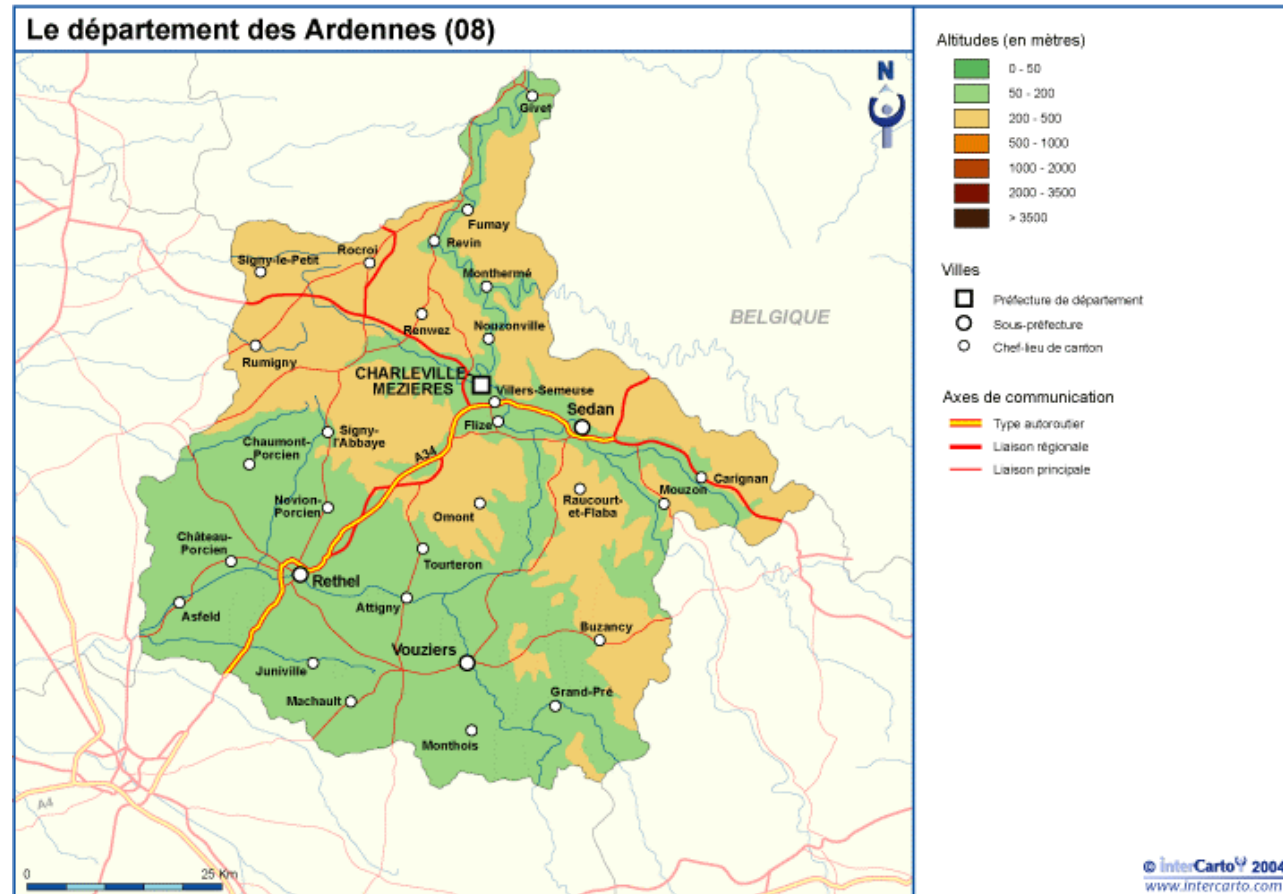 Le département des Ardennes (08)
N
Givet
Fumay
Revin
Rocroi
Signy-le-Petit
Monthermé
BELGIQUE
Renwez
Nouzonville
Rumigny
CHARLEVILLE
MEZIERES
Villers-Semeuse
Sedan
Flize
Signy-
l'Abbaye
Chaumont-
Porcien
A34
Carignan
Mouzon
Raucourt-
et-Flaba
Novion-
Porcien
Omont
Château-
Porcien
Tourteron
Rethel
Attigny
Asfeld
Buzancy
Vouziers
Juniville
Machault
Grand-Pré
Monthois
A4
0
25 Km
Altitudes (en mètres)
0 - 50
50 - 200
200 - 500
500 - 1000
1000 - 2000
2000 - 3500
> 3500
Villes
Préfecture de département
Sous-préfecture
Chef-lieu de canton
Axes de communication
Type autoroutier
Liaison régionale
Liaison principale
© InterCarto 2004
www.intercarto.com